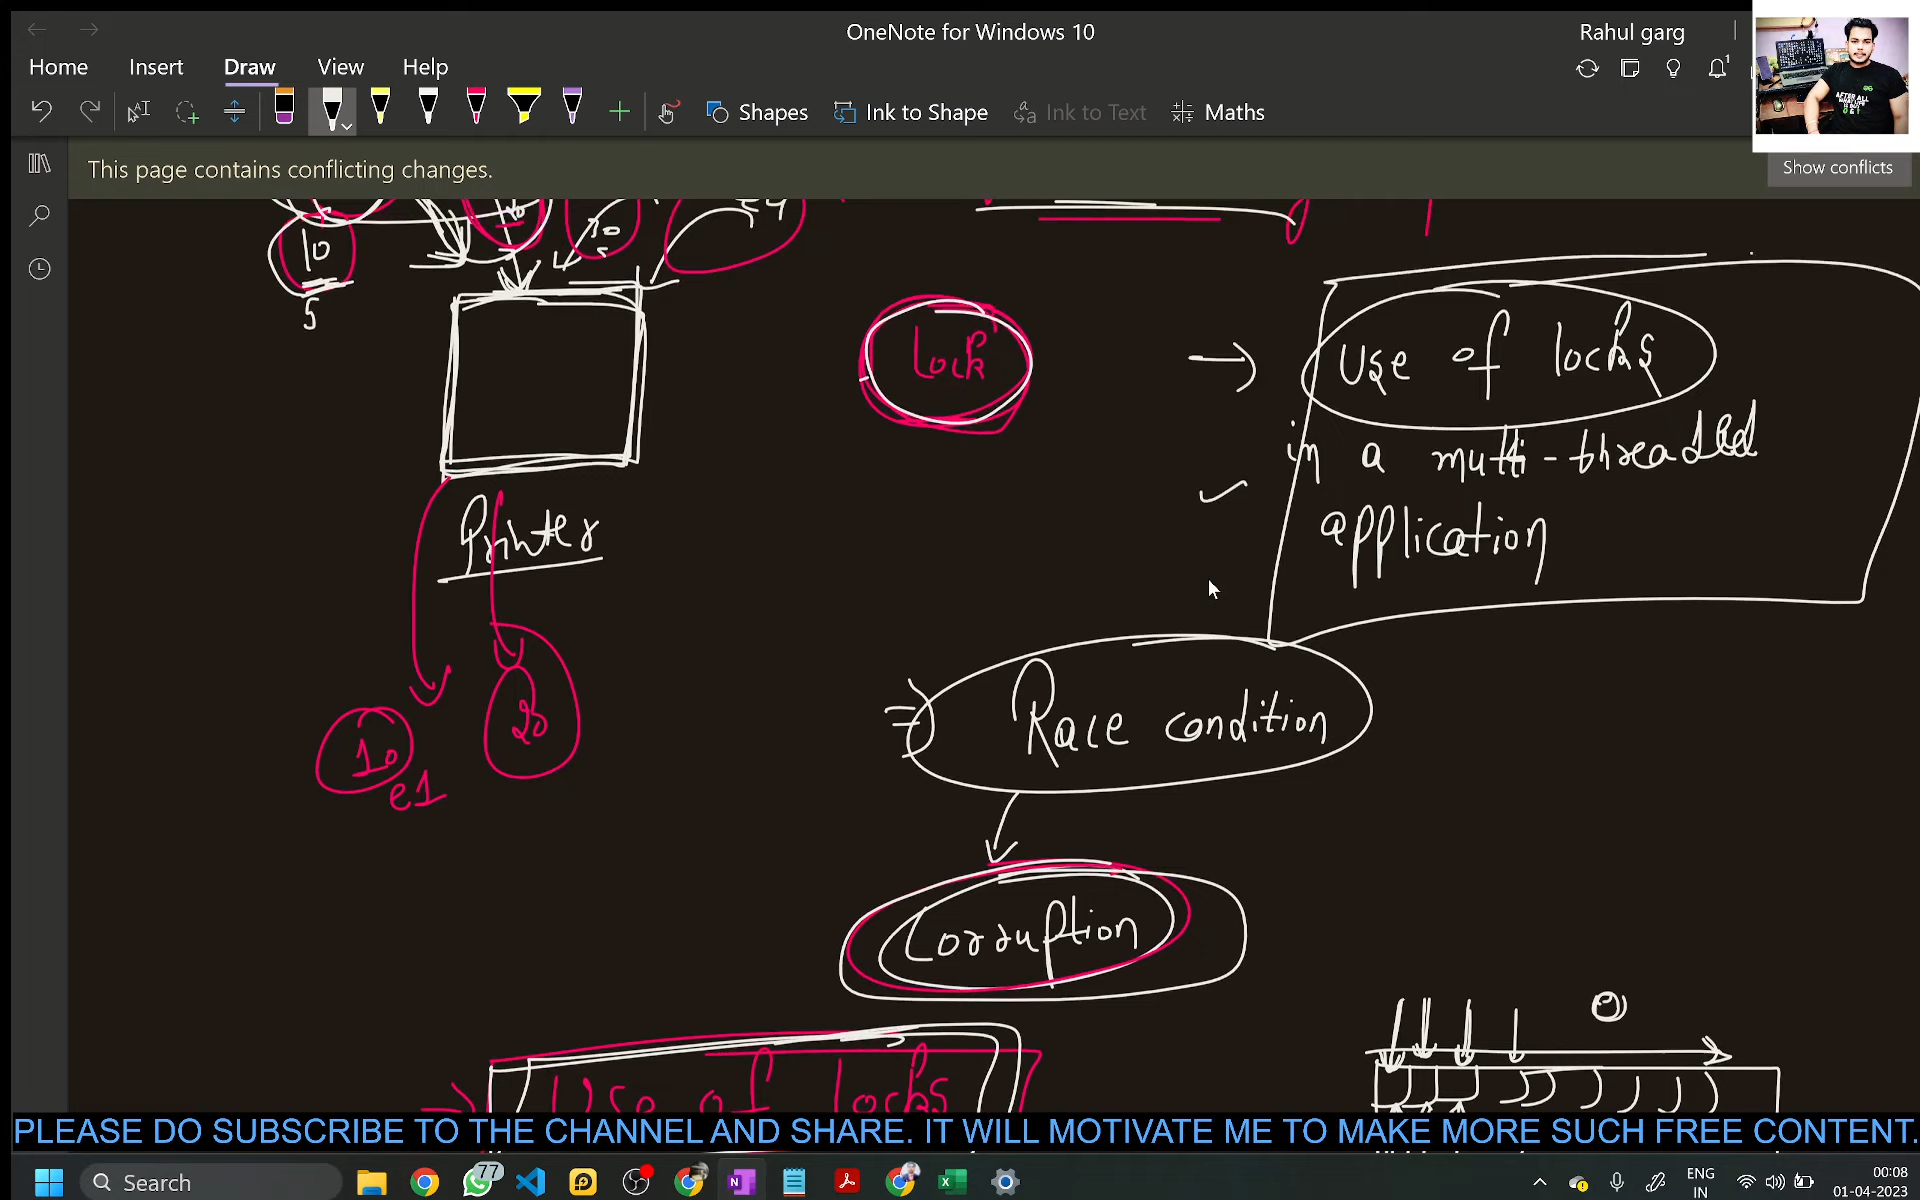 OneNote for Windows 10
Rahul garg
Home Insert Draw View Help
Shapes Ink to Shape Ink to Text Maths
This page contains conflicting changes.
Show conflicts
10
5
lock
Use of locks
in a multi-threaded
application
Printer
10
e1
20
Race condition
Corruption
Use of locks
PLEASE DO SUBSCRIBE TO THE CHANNEL AND SHARE. IT WILL MOTIVATE ME TO MAKE MORE SUCH FREE CONTENT.
Search
77
ENG
IN
00:08
01-04-2023